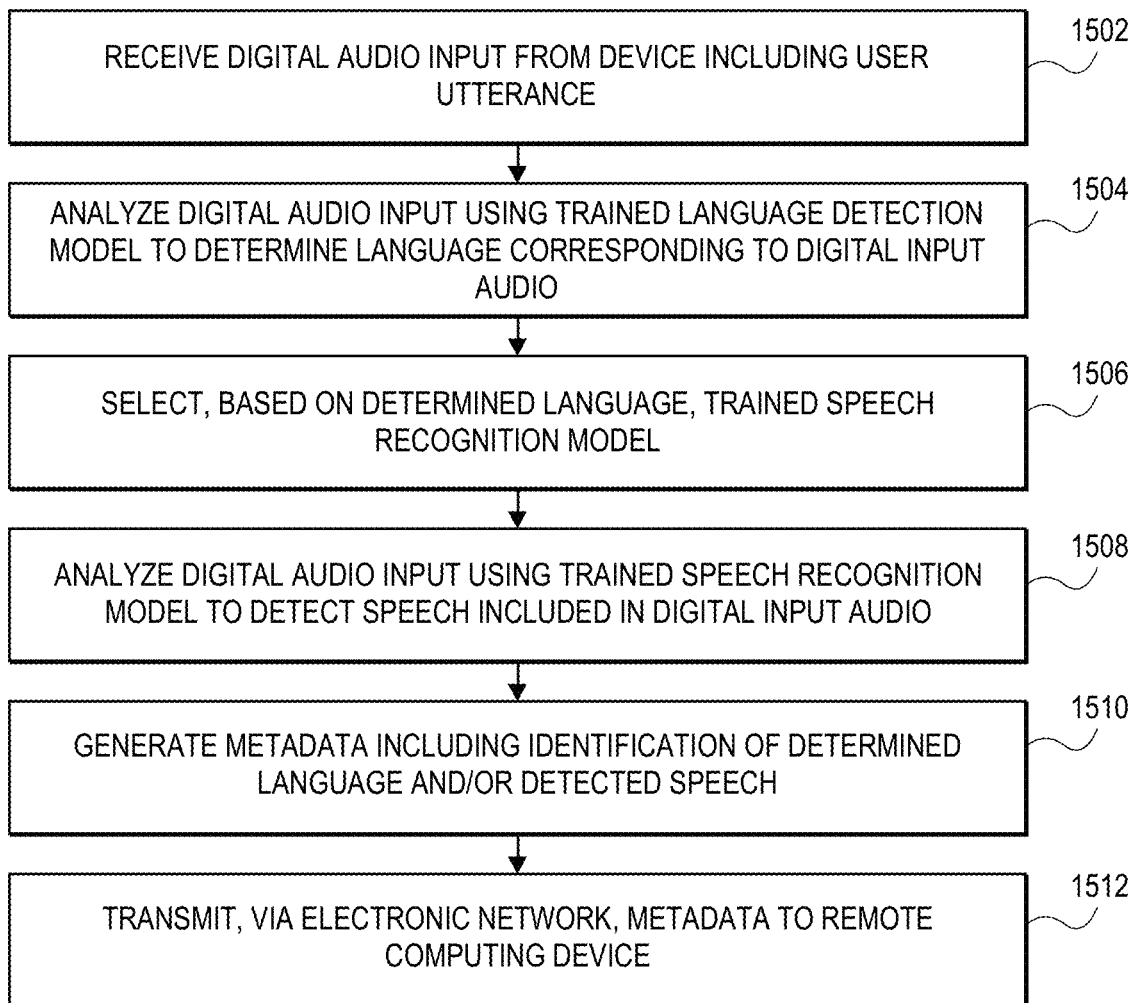 1502
RECEIVE DIGITAL AUDIO INPUT FROM DEVICE INCLUDING USER
UTTERANCE
1504
ANALYZE DIGITAL AUDIO INPUT USING TRAINED LANGUAGE DETECTION
MODEL TO DETERMINE LANGUAGE CORRESPONDING TO DIGITAL INPUT
AUDIO
1506
SELECT, BASED ON DETERMINED LANGUAGE, TRAINED SPEECH
RECOGNITION MODEL
1508
ANALYZE DIGITAL AUDIO INPUT USING TRAINED SPEECH RECOGNITION
MODEL TO DETECT SPEECH INCLUDED IN DIGITAL INPUT AUDIO
1510
GENERATE METADATA INCLUDING IDENTIFICATION OF DETERMINED
LANGUAGE AND/OR DETECTED SPEECH
1512
TRANSMIT, VIA ELECTRONIC NETWORK, METADATA TO REMOTE
COMPUTING DEVICE